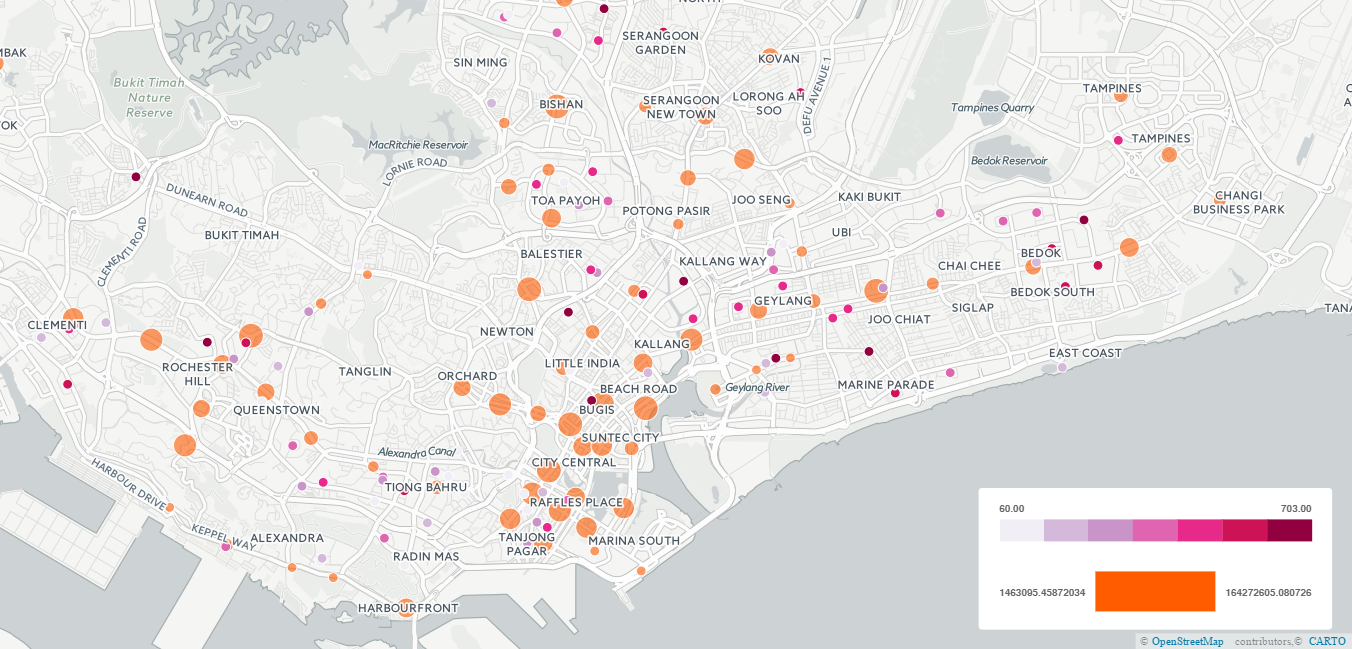 NORTH
SERANGOON
GARDEN
MBAK
SIN MING
KOVAN
Bukit Timah
Nature
Reserve
BISHAN
SERANGOON
NEW TOWN
LORONG AH
SOO
DEFU AVENUE 1
TAMPINES
Tampines Quarry
TOK
MacRitchie Reservoir
LORNIE ROAD
TAMPINES
Bedok Reservoir
DUNEARN ROAD
TOA PAYOH
POTONG PASIR
JOO SENG
KAKI BUKIT
CHANGI
BUSINESS PARK
BUKIT TIMAH
UBI
CLEMENTI ROAD
BALESTIER
KALLANG WAY
BEDOK
CHAI CHEE
BEDOK SOUTH
GEYLANG
SIGLAP
TANA
CLEMENTI
NEWTON
JOO CHIAT
KALLANG
EAST COAST
ROCHESTER
HILL
TANGLIN
LITTLE INDIA
ORCHARD
BEACH ROAD
Geylang River
MARINE PARADE
QUEENSTOWN
BUGIS
SUNTEC CITY
Alexandra Canal
CITY CENTRAL
HARBOUR DRIVE
TIONG BAHRU
RAFFLES PLACE
KEPPEL WAY
ALEXANDRA
TANJONG
PAGAR
MARINA SOUTH
RADIN MAS
HARBOURFRONT
60.00 703.00
1463095.45872034 164272605.080726
© OpenStreetMap contributors,© CARTO